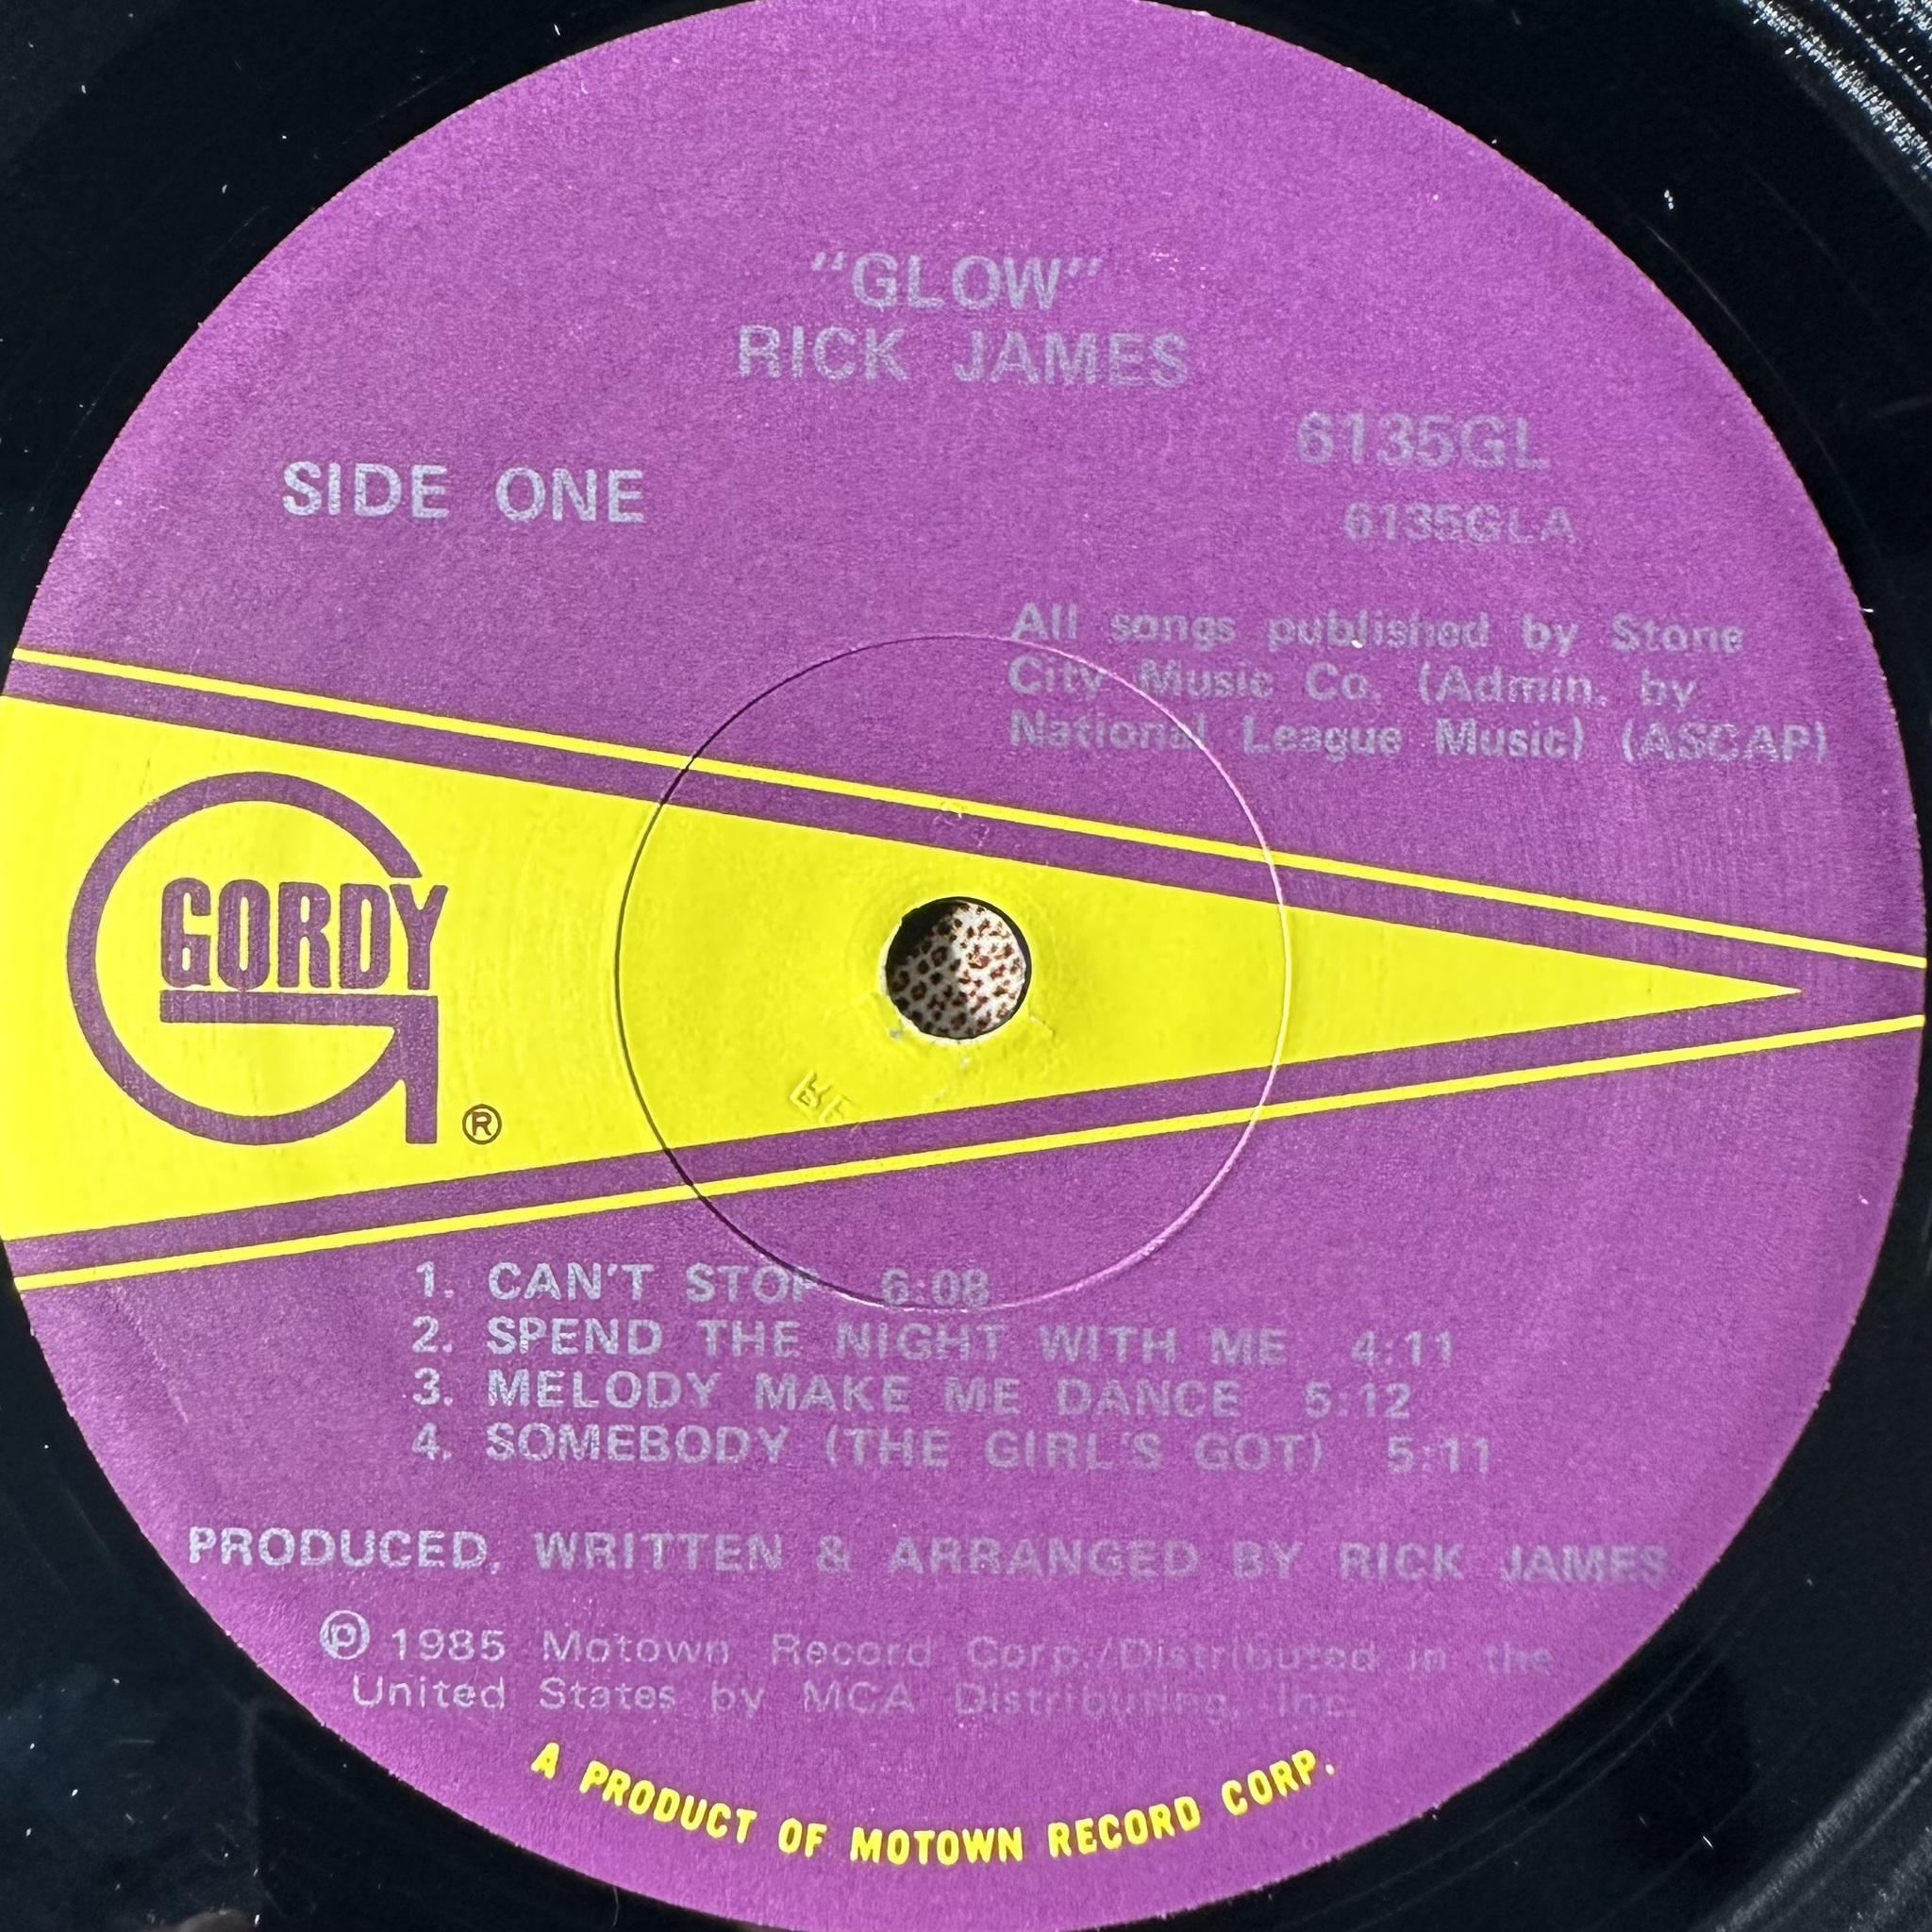 "GLOW"
RICK JAMES
6135GL
SIDE ONE
6135GLA
All songs published by Stone
City Music Co. (Admin. by
National League Music) (ASCAP)
GORDY
®
1. CAN'T STOP 6:08
2. SPEND THE NIGHT WITH ME 4:11
3. MELODY MAKE ME DANCE 5:12
4. SOMEBODY (THE GIRL'S GOT) 5:11
PRODUCED, WRITTEN & ARRANGED BY RICK JAMES
℗ 1985 Motown Record Corp./Distributed in the
United States by MCA Distributing, Inc.
A PRODUCT OF MOTOWN RECORD CORP.